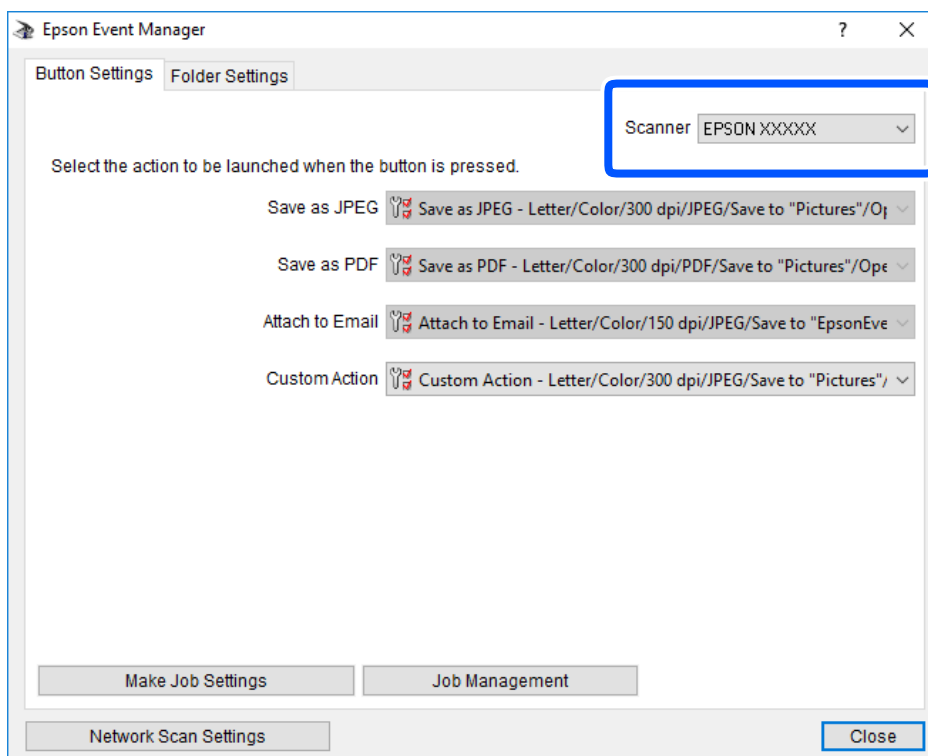 Epson Event Manager
Button Settings Folder Settings
Scanner EPSON XXXXX
Select the action to be launched when the button is pressed.
Save as JPEG Save as JPEG - Letter/Color/300 dpi/JPEG/Save to "Pictures"/Op
Save as PDF Save as PDF - Letter/Color/300 dpi/PDF/Save to "Pictures"/Ope
Attach to Email Attach to Email - Letter/Color/150 dpi/JPEG/Save to "EpsonEve
Custom Action Custom Action - Letter/Color/300 dpi/JPEG/Save to "Pictures"/
Make Job Settings Job Management
Network Scan Settings Close